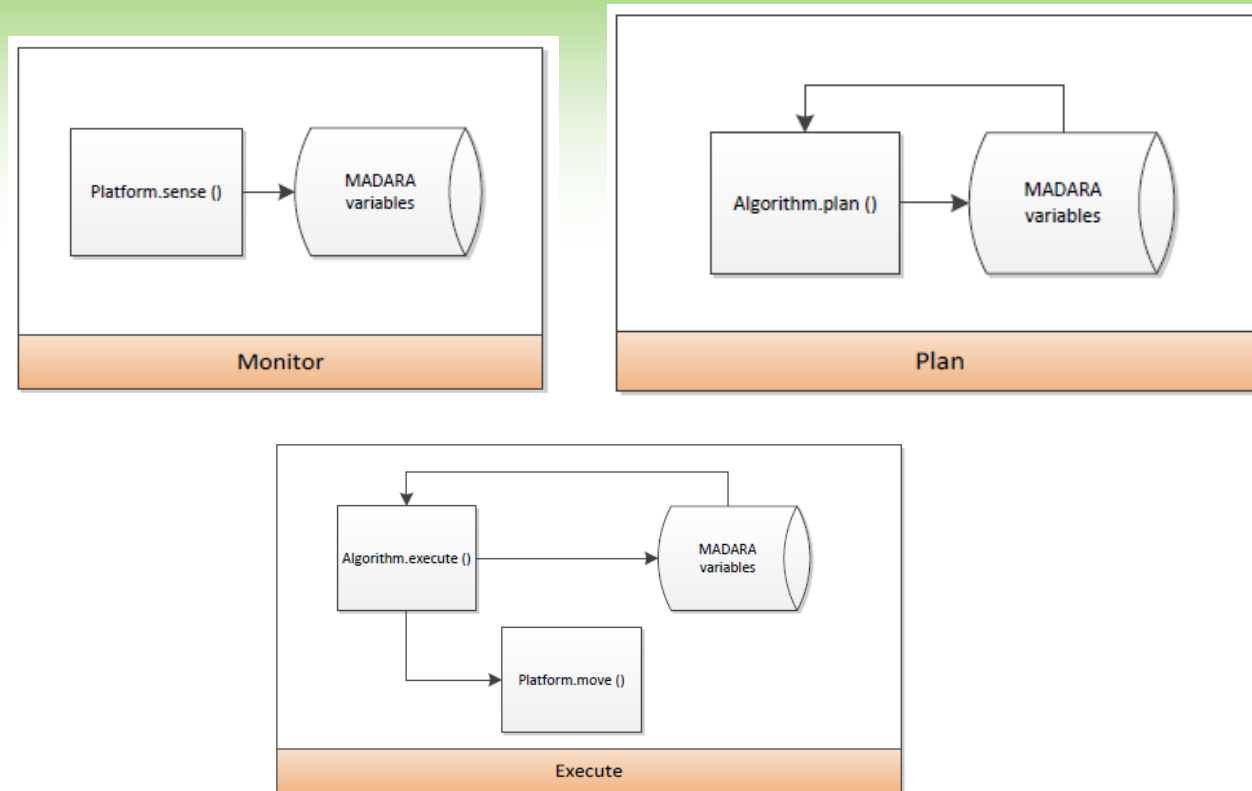 Platform.sense ()
MADARA
variables
Monitor
Algorithm.plan ()
MADARA
variables
Plan
Algorithm.execute ()
MADARA
variables
Platform.move ()
Execute